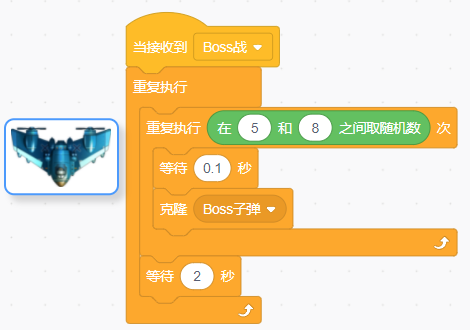 当接收到 Boss战
重复执行
重复执行 在 5 和 8 之间取随机数 次
等待 0.1 秒
克隆 Boss子弹
等待 2 秒